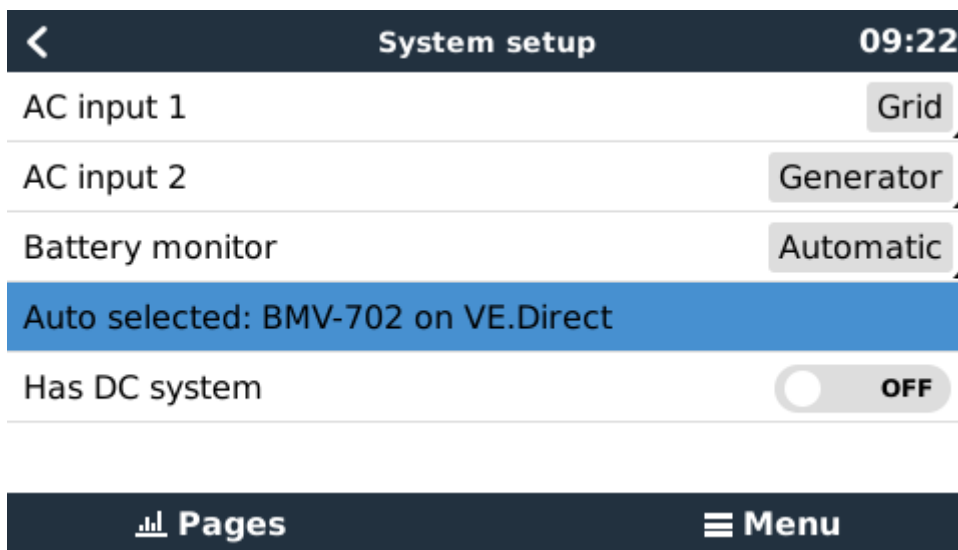 System setup 09:22
AC input 1 Grid
AC input 2 Generator
Battery monitor Automatic
Auto selected: BMV-702 on VE.Direct
Has DC system OFF
Pages Menu